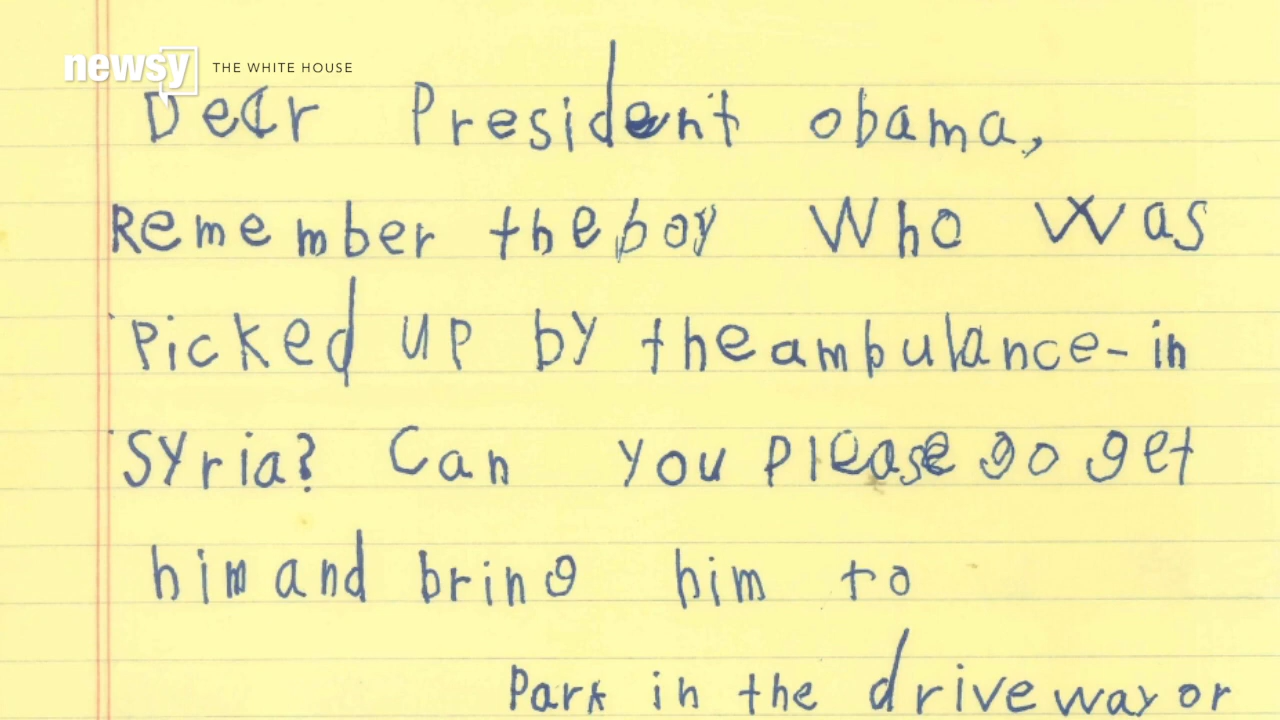 newsy THE WHITE HOUSE
Dear President obama,
Remember the boy who was
Picked up by the ambulance- in
Syria? Can you please go get
him and bring him to
Park in the driveway or